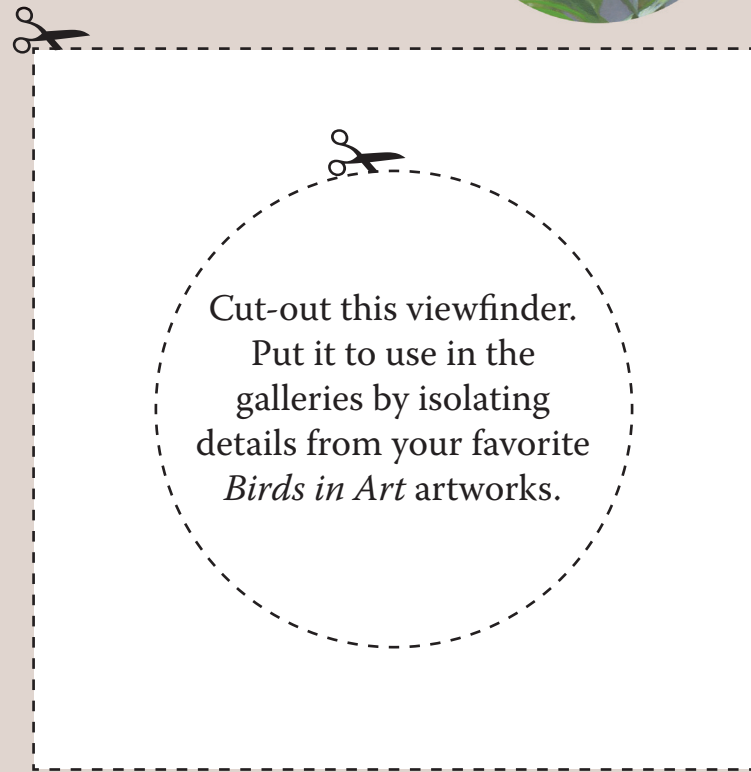 Cut-out this viewfinder.
Put it to use in the
galleries by isolating
details from your favorite
Birds in Art artworks.